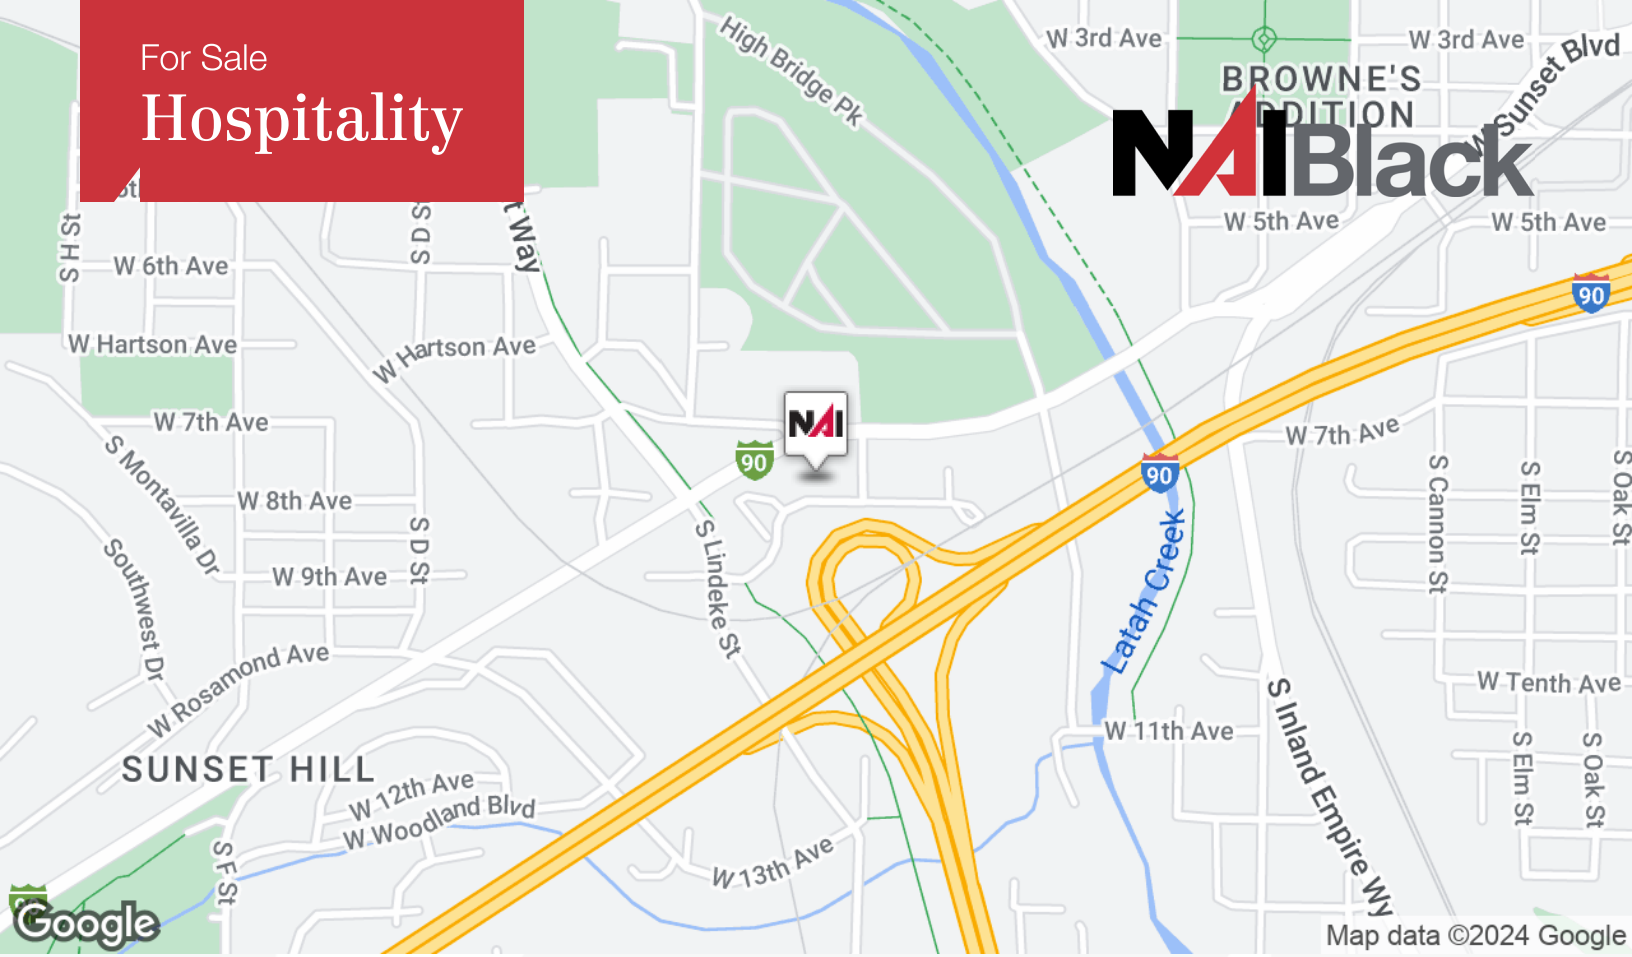 For Sale
Hospitality
High Bridge Pk
W 3rd Ave
W 3rd Ave
W Sunset Blvd
BROWNE'S
ADDITION
NAIBlack
S H St
S D St
t Way
W 5th Ave
W 5th Ave
W 6th Ave
90
W Hartson Ave
W Hartson Ave
W 7th Ave
NAI
W 7th Ave
90
90
S Montavilla Dr
W 8th Ave
S D St
S Lindeke St
Latah Creek
S Cannon St
S Elm St
S Oak St
Southwest Dr
W 9th Ave
W Rosamond Ave
W Tenth Ave
S Inland Empire Wy
W 11th Ave
S Elm St
S Oak St
SUNSET HILL
W 12th Ave
W Woodland Blvd
W 13th Ave
S F St
90
Google
Map data ©2024 Google